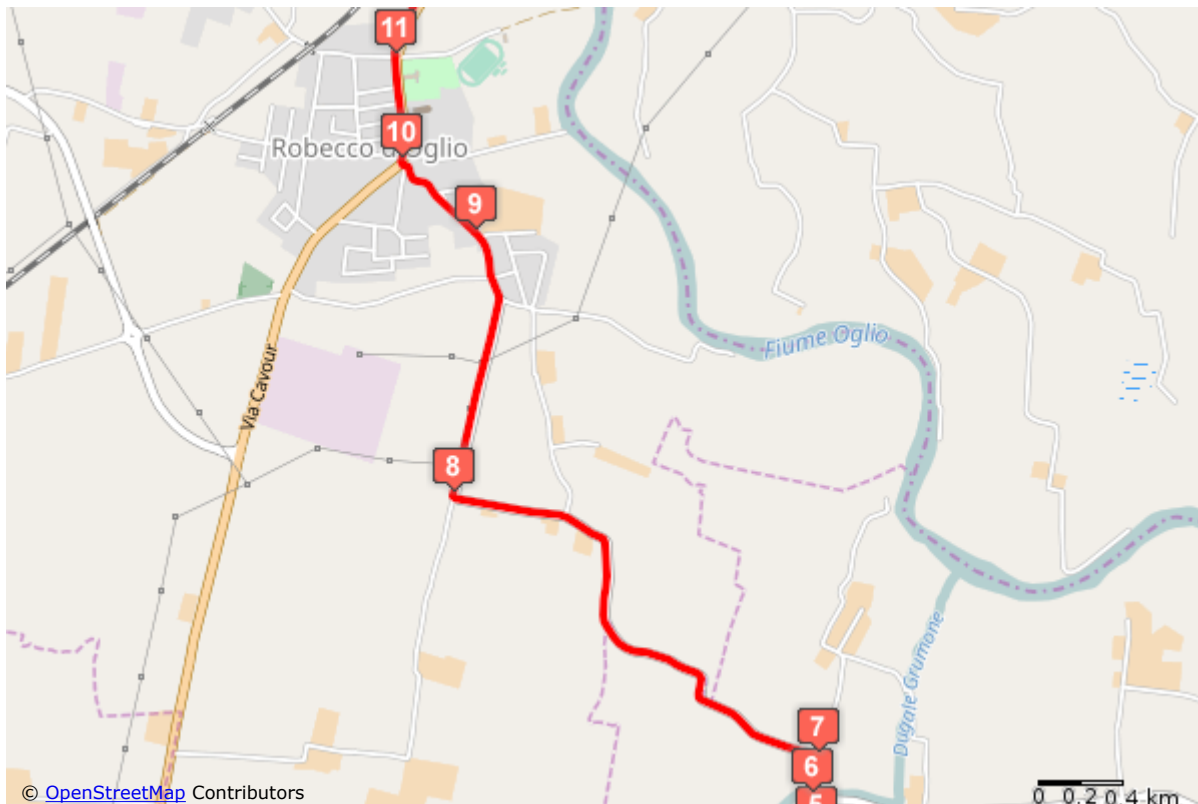 11
10
Robecco d'Oglio
9
Fiume Oglio
Via Cavour
8
Dugale Grumone
7
6
5
© OpenStreetMap Contributors
0 0.2 0.4 km